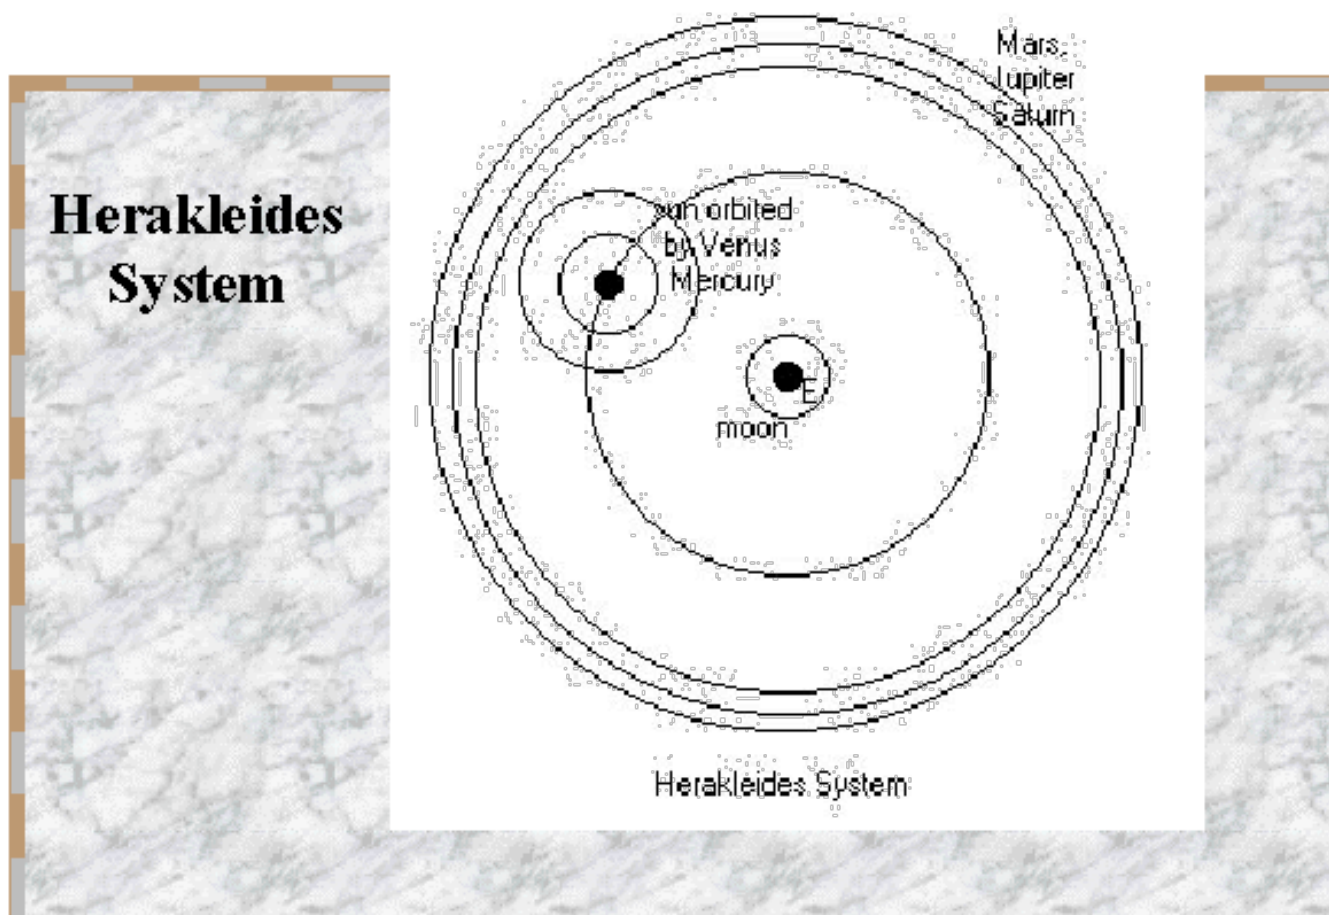 Herakleides
System
Mars,
Jupiter
Saturn
sun orbited
by Venus
Mercury
E
moon
Herakleides System